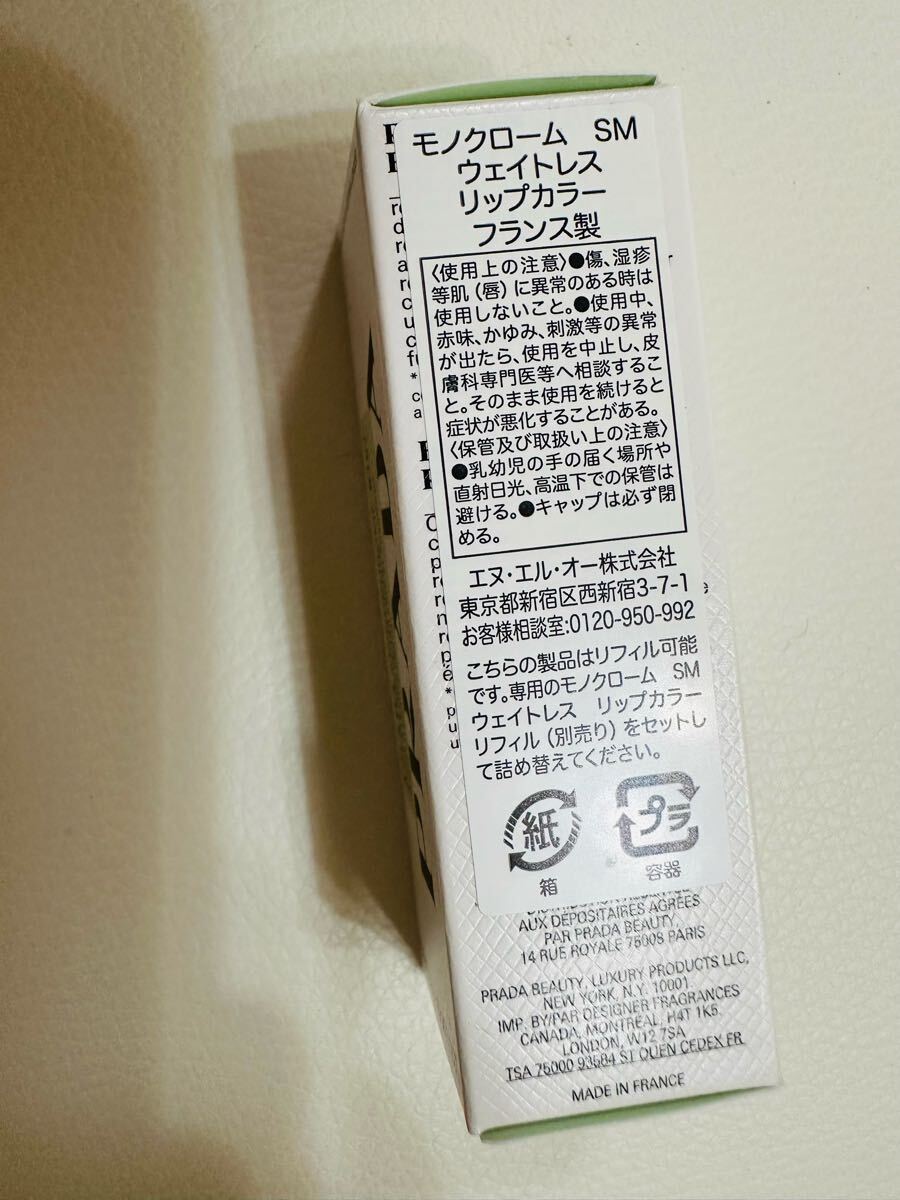 モノクローム　SM
ウェイトレス
リップカラー
フランス製
〈使用上の注意〉●傷、湿疹
等肌（唇）に異常のある時は
使用しないこと。●使用中、
赤味、かゆみ、刺激等の異常
が出たら、使用を中止し、皮
膚科専門医等へ相談するこ
と。そのまま使用を続けると
症状が悪化することがある。
〈保管及び取扱い上の注意〉
●乳幼児の手の届く場所や
直射日光、高温下での保管は
避ける。●キャップは必ず閉
める。
エヌ・エル・オー株式会社
東京都新宿区西新宿3-7-1
お客様相談室:0120-950-992
こちらの製品はリフィル可能
です。専用のモノクローム　SM
ウェイトレス　リップカラー
リフィル（別売り）をセットし
て詰め替えてください。
紙
箱
プラ
容器
AUX DÉPOSITAIRES AGRÉÉS
PAR PRADA BEAUTY,
14 RUE ROYALE 75008 PARIS
PRADA BEAUTY, LUXURY PRODUCTS LLC,
NEW YORK, N.Y. 10001.
IMP. BY/PAR DESIGNER FRAGRANCES
CANADA, MONTRÉAL, H4T 1K5.
LONDON, W12 7SA
TSA 75000 93584 ST OUEN CEDEX FR
MADE IN FRANCE